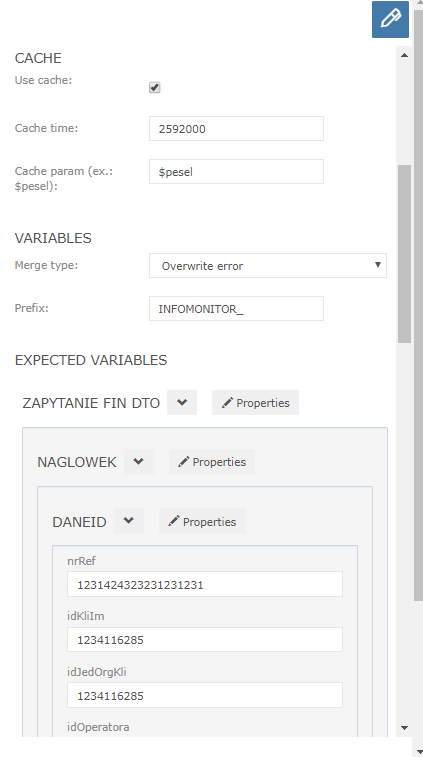 CACHE
Use cache:
Cache time:
2592000
Cache param (ex.:
$pesel):
$pesel
VARIABLES
Merge type:
Overwrite error
Prefix:
INFOMONITOR_
EXPECTED VARIABLES
ZAPYTANIE FIN DTO
Properties
NAGLOWEK
Properties
DANEID
Properties
nrRef
1231424323231231231
idKliIm
1234116285
idJedOrgKli
1234116285
idOperatora